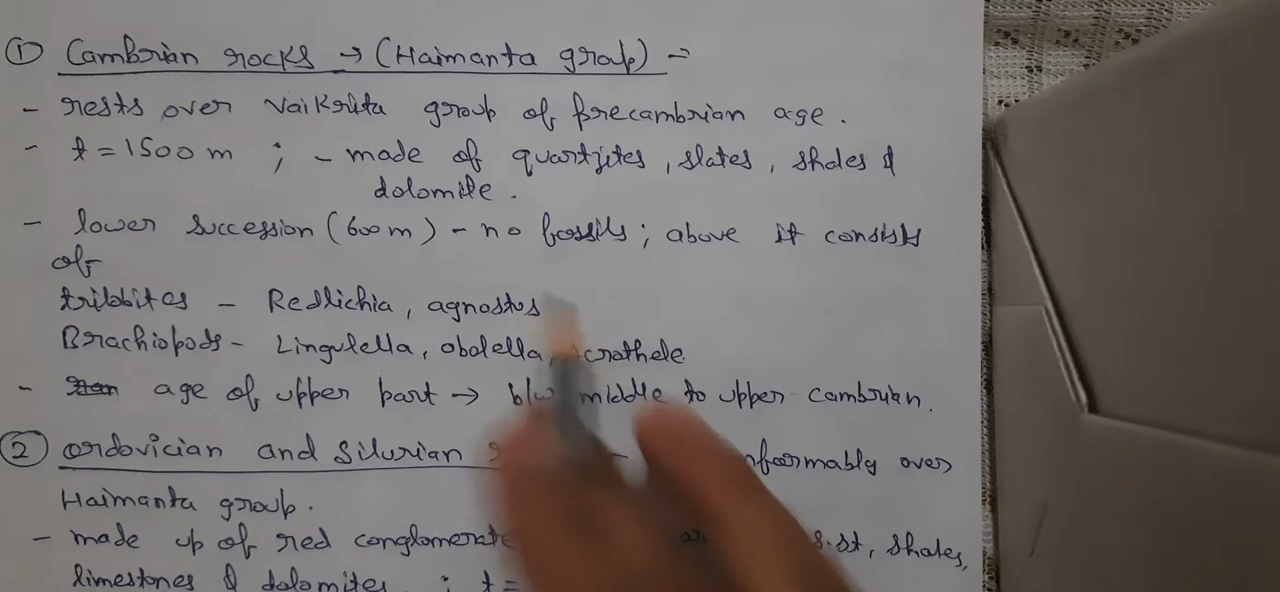 ① Cambrian rocks → (Haimanta group) →
- rests over Vaikrita group of precambrian age.
- t = 1500 m ; - made of quartzites, slates, shales &
dolomite.
- lower succession (600 m) - no fossils ; above it consists
of
trilobites - Redlichia, agnostus
Brachiopods - Lingulella, obolella, acrothele
- age of upper part → b/w middle to upper Cambrian.
② ordovician and Silurian - over
Haimanta group.
- made up of red conglomerate s.st, shales,
limestones & dolomites ; t =